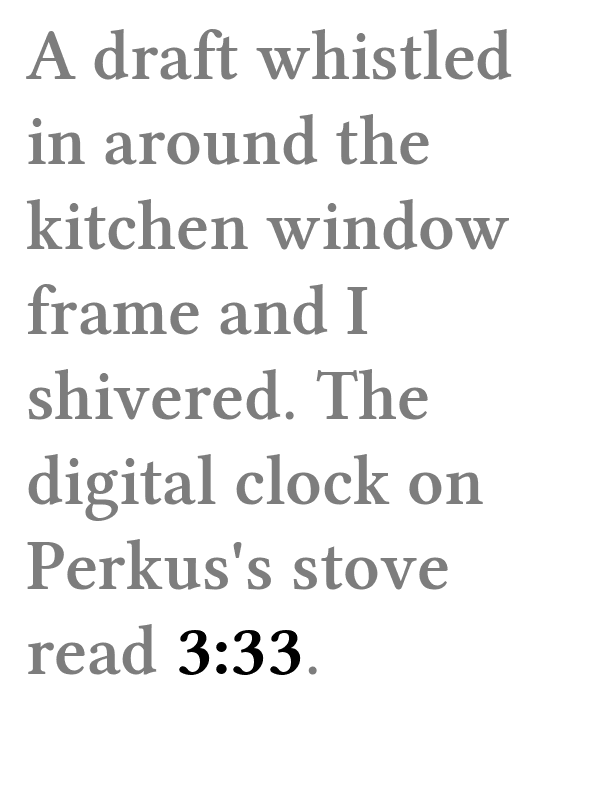 A draft whistled
in around the
kitchen window
frame and I
shivered. The
digital clock on
Perkus's stove
read 3:33.